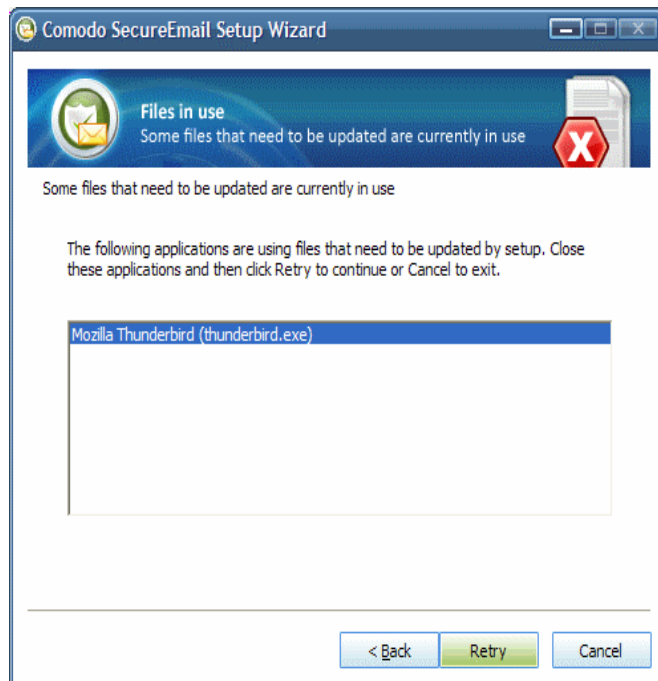 Comodo SecureEmail Setup Wizard
Files in use
Some files that need to be updated are currently in use
Some files that need to be updated are currently in use
The following applications are using files that need to be updated by setup. Close
these applications and then click Retry to continue or Cancel to exit.
Mozilla Thunderbird (thunderbird.exe)
< Back
Retry
Cancel